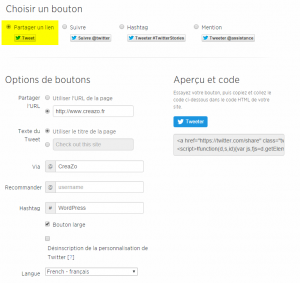 Choisir un bouton
Partager un lien
Tweet
Suivre
Suivre @twitter
Hashtag
Tweeter #TwitterStories
Mention
Tweeter @assistance
Options de boutons
Partager l'URL
Utiliser l'URL de la page
http://www.creazo.fr
Texte du Tweet
Utiliser le titre de la page
Check out this site
Via
@ CreaZo
Recommander
@ username
Hashtag
# WordPress
Bouton large
Désinscription de la personnalisation de Twitter [?]
Langue
French - français
Aperçu et code
Essayez votre bouton, puis copiez et collez le
code ci-dessous dans le code HTML de votre
site.
Tweeter
<a href="https://twitter.com/share" class="tw
<script>!function(d,s,id){var js,fjs=d.getElem